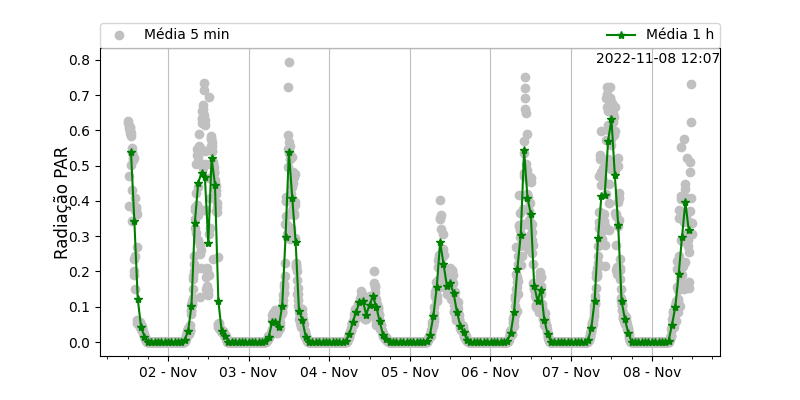 Média 5 min
Média 1 h
2022-11-08 12:07
Radiação PAR
0.8
0.7
0.6
0.5
0.4
0.3
0.2
0.1
0.0
02 - Nov
03 - Nov
04 - Nov
05 - Nov
06 - Nov
07 - Nov
08 - Nov